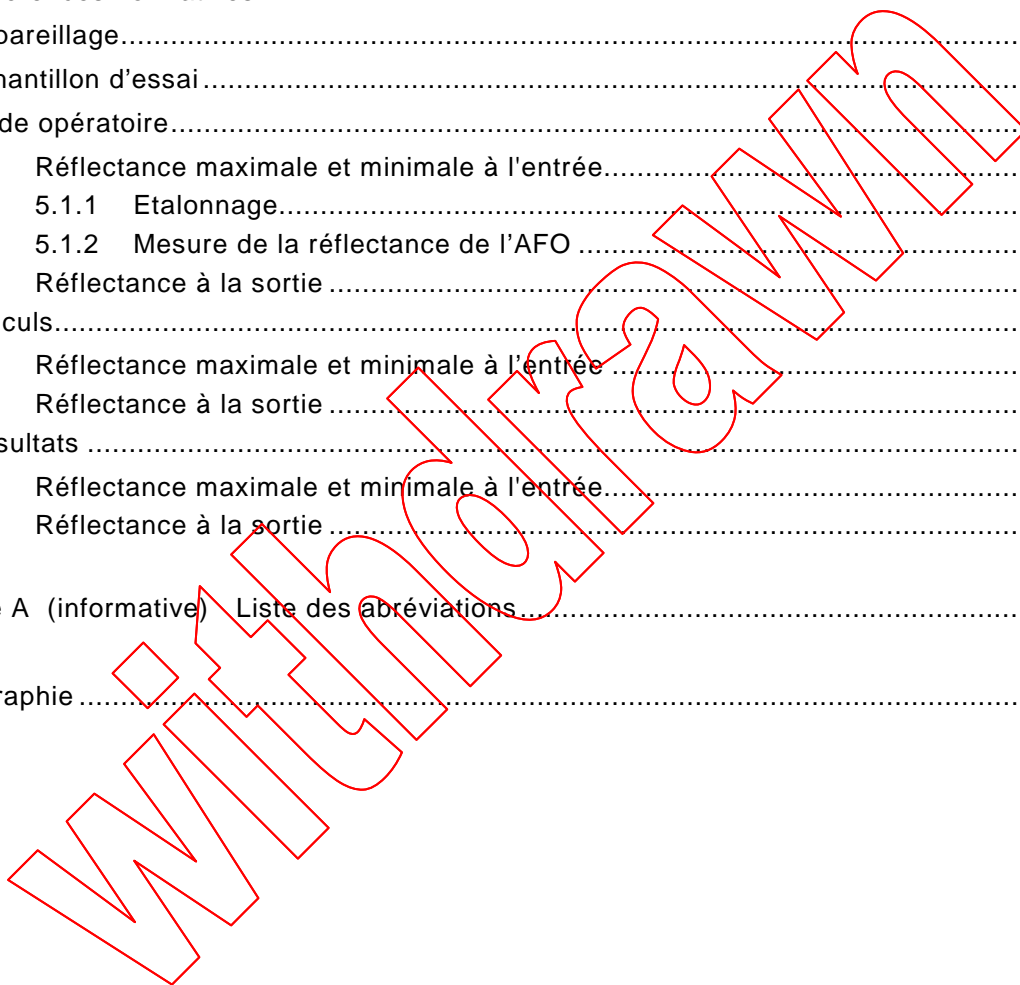 pareillage
hantillon d'essai
de opératoire
Réflectance maximale et minimale à l'entrée
5.1.1 Etalonnage
5.1.2 Mesure de la réflectance de l'AFO
Réflectance à la sortie
culs
Réflectance maximale et minimale à l'entrée
Réflectance à la sortie
sultats
Réflectance maximale et minimale à l'entrée
Réflectance à la sortie
A (informative) Liste des abréviations
raphie
withdrawn